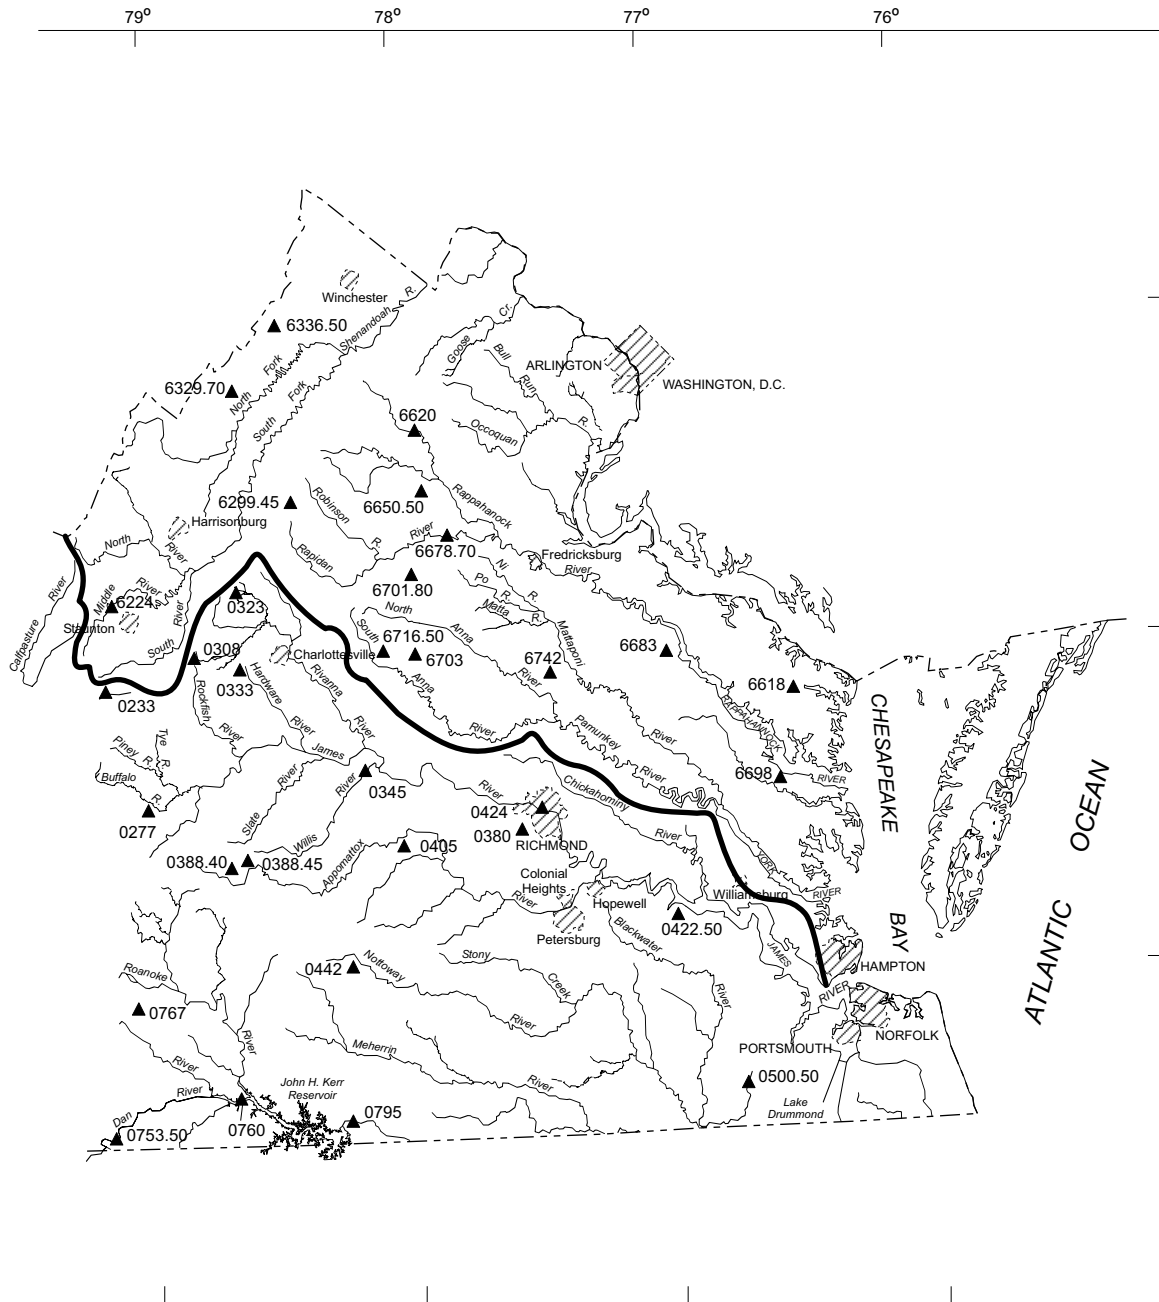 79° 78° 77° 76°
Winchester
R.
Shenandoah
6336.50
Cr.
Goose
Bull
Run
ARLINGTON
WASHINGTON, D.C.
Fork
North
6329.70
Fork
South
6620
R.
Occoquan
6299.45
6650.50
Rappahannock
Robinson
R.
Harrisonburg
River
6678.70
North
River
Rapidan
Fredricksburg
River
Ni
R.
6701.80
Po
R.
Matta
R.
River
Middle
River
6224
Staunton
River
South
Calfpasture
0323
North
Anna
South
6716.50
6703
Mattaponi
6742
6683
6618
0308
Charlottesville
0333
Hardware
Rivanna
Anna
River
0233
Rockfish
River
River
River
River
Pamunkey
River
RAPPAHANNOCK
CHESAPEAKE
James
Tye
R.
Piney
R.
Buffalo
R.
River
River
6698
RIVER
River
0345
River
Chickahominy
OCEAN
0277
Slate
Willis
0424
0380
RICHMOND
River
0388.40
0388.45
0405
Appomattox
YORK
Colonial
Heights
Hopewell
Williamsburg
RIVER
River
Petersburg
Blackwater
0422.50
BAY
ATLANTIC
JAMES
HAMPTON
Stony
Creek
0442
Nottoway
River
River
RIVER
Roanoke
0767
River
NORFOLK
PORTSMOUTH
Meherrin
River
River
0500.50
John H. Kerr
Reservoir
Lake
Drummond
River
Dan
0753.50
0760
0795